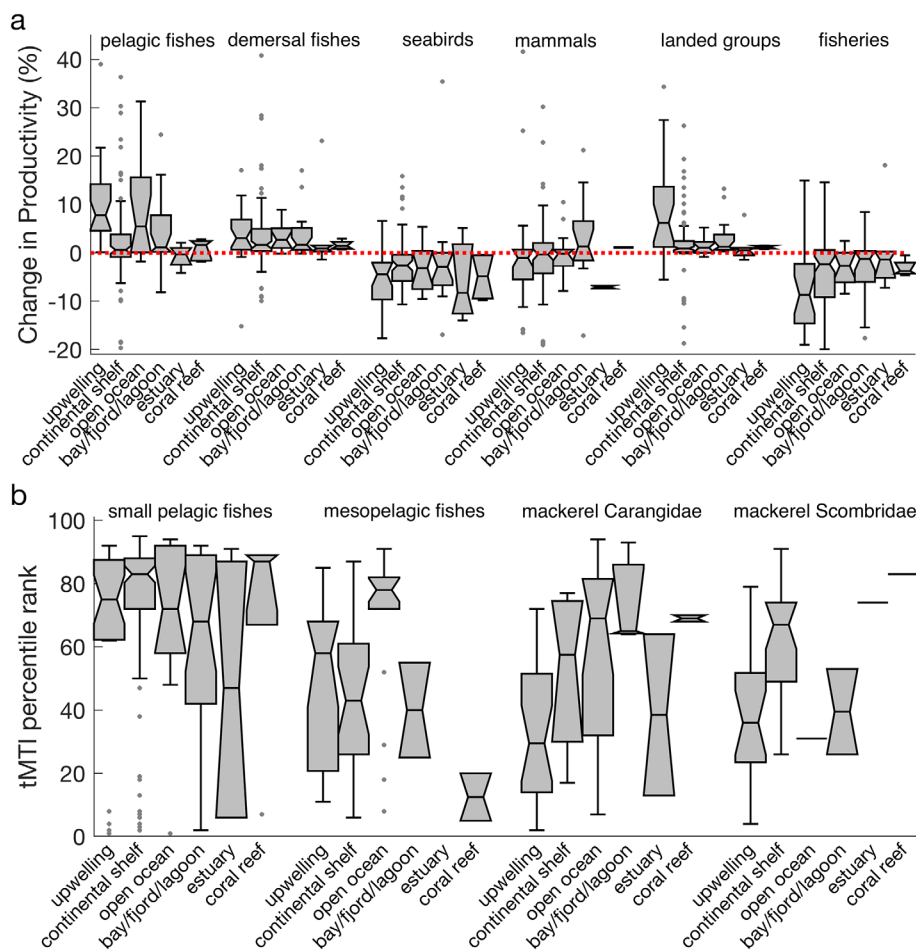 a
pelagic fishes demersal fishes seabirds mammals landed groups fisheries
Change in Productivity (%)
40
30
20
10
0
-10
-20
upwelling continental shelf open ocean bay/fjord//lagoon estuary coral reef upwelling continental shelf open ocean bay/fjord/lagoon estuary coral reef upwelling continental shelf open ocean bay/fjord/lagoon estuary coral reef upwelling continental shelf open ocean bay/fjord/lagoon estuary coral reef upwelling continental shelf open ocean bay/fjord/lagoon estuary coral reef upwelling continental shelf open ocean bay/fjord/lagoon estuary coral reef
b
small pelagic fishes mesopelagic fishes mackerel Carangidae mackerel Scombridae
tMTI percentile rank
100
80
60
40
20
0
upwelling continental shelf open ocean bay/fjord/lagoon estuary coral reef upwelling continental shelf open ocean bay/fjord/lagoon estuary coral reef upwelling continental shelf open ocean bay/fjord/lagoon estuary coral reef upwelling continental shelf open ocean bay/fjord/lagoon estuary coral reef